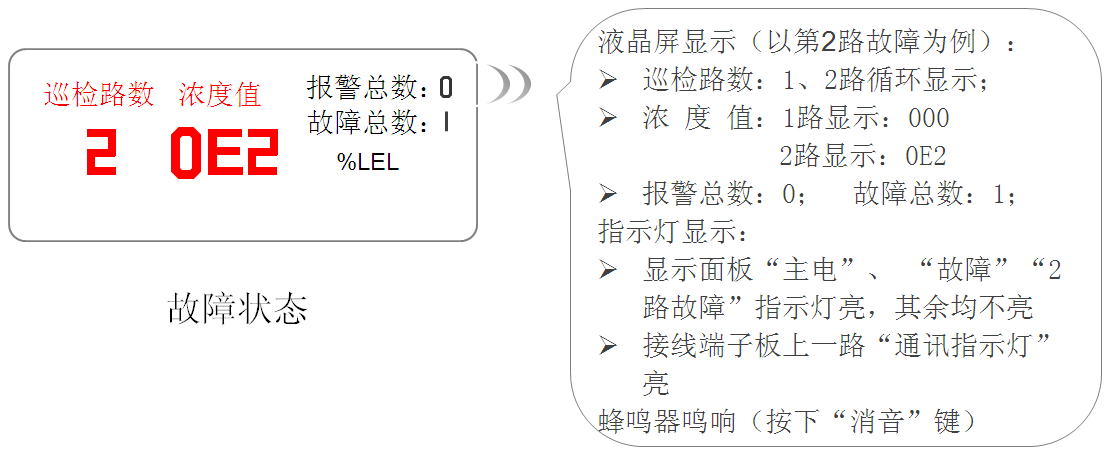 巡检路数 浓度值
报警总数：0
故障总数：1
2 0E2
%LEL
故障状态
液晶屏显示（以第2路故障为例）：
➢ 巡检路数：1、2路循环显示；
➢ 浓 度 值：1路显示：000
2路显示：0E2
➢ 报警总数：0； 故障总数：1；
指示灯显示：
➢ 显示面板“主电”、 “故障”“2
路故障”指示灯亮，其余均不亮
➢ 接线端子板上一路“通讯指示灯”
亮
蜂鸣器鸣响（按下“消音”键）